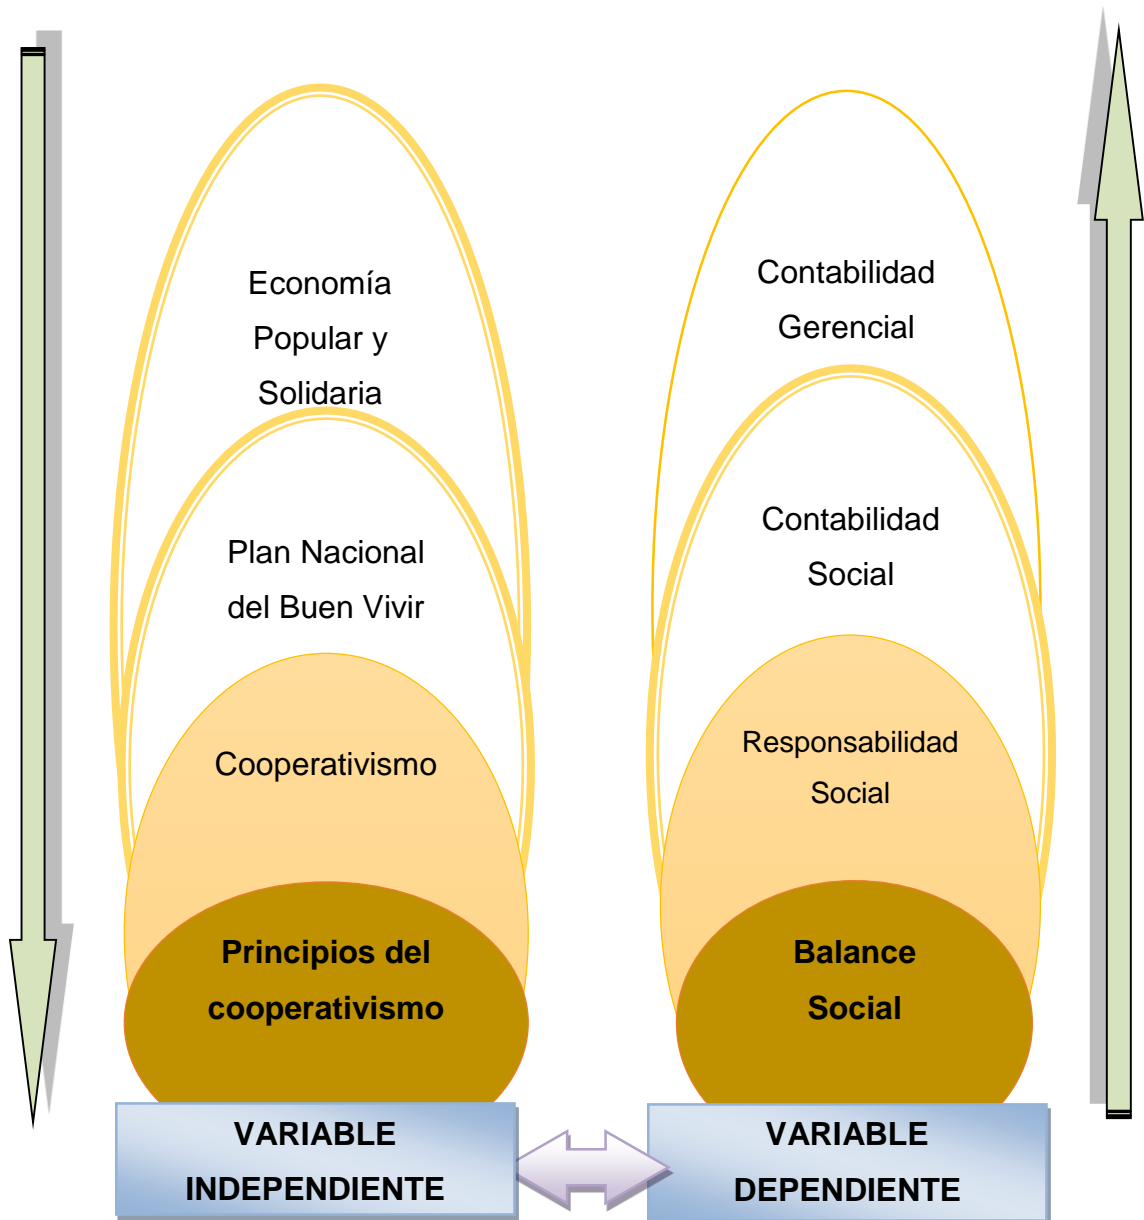 Economía
Popular y
Solidaria
Plan Nacional
del Buen Vivir
Cooperativismo
Principios del
cooperativismo
VARIABLE
INDEPENDIENTE
Contabilidad
Gerencial
Contabilidad
Social
Responsabilidad
Social
Balance
Social
VARIABLE
DEPENDIENTE